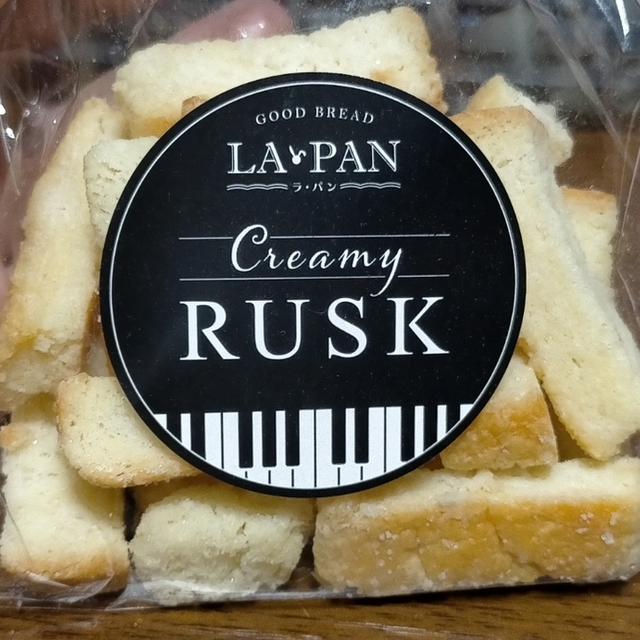 GOOD BREAD
LA PAN
ラ・パン
Creamy
RUSK